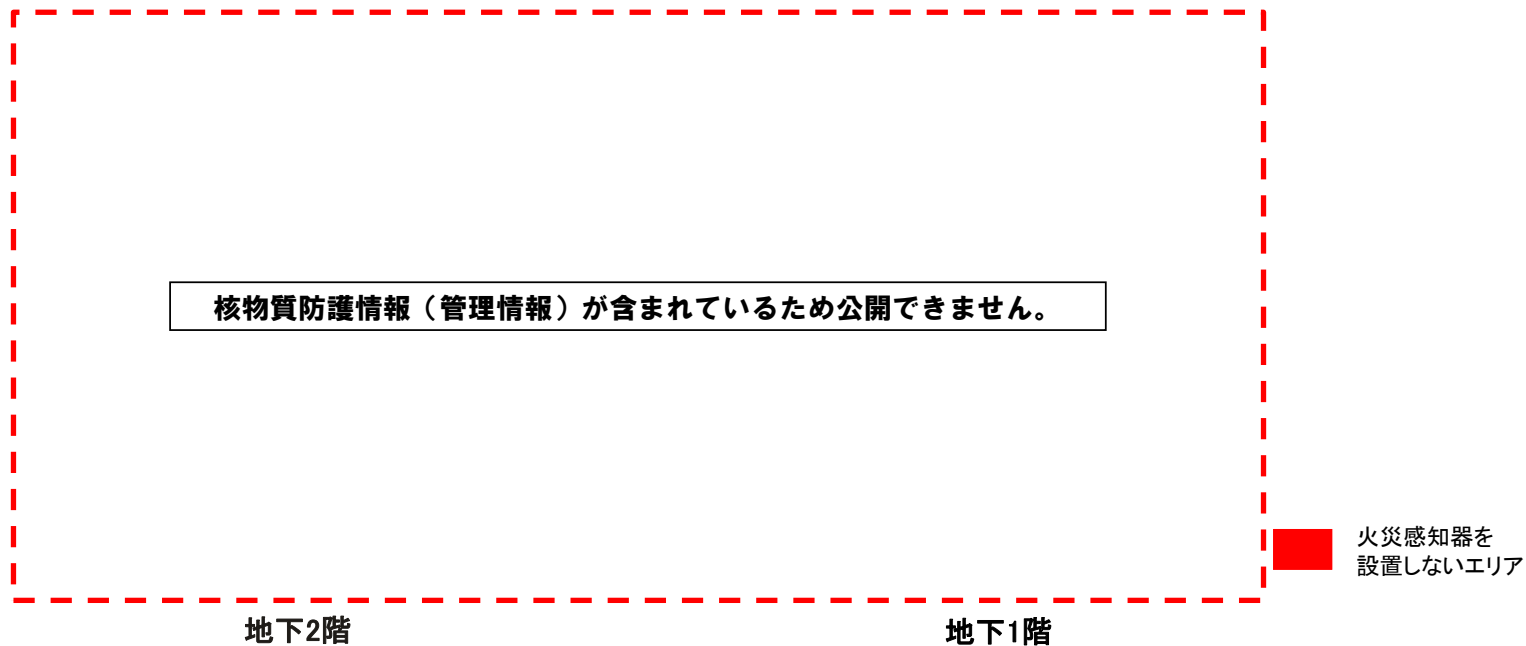 核物質防護情報（管理情報）が含まれているため公開できません。
火災感知器を
設置しないエリア
地下2階
地下1階